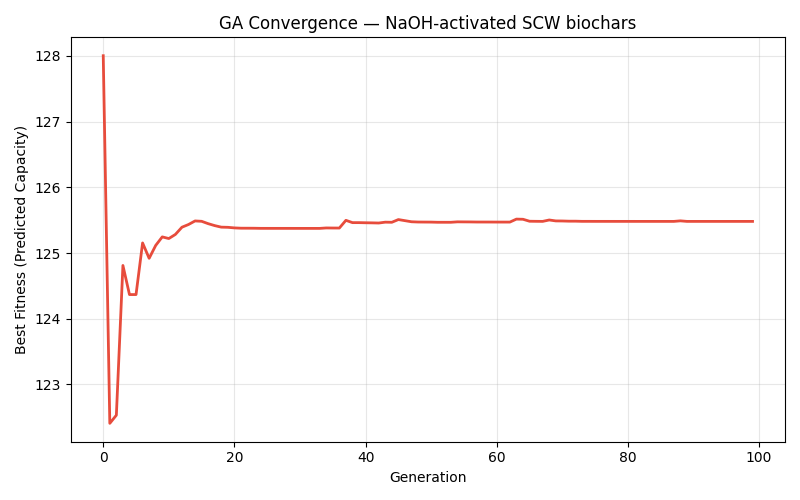 GA Convergence — NaOH-activated SCW biochars
Best Fitness (Predicted Capacity)
128
127
126
125
124
123
0 20 40 60 80 100
Generation